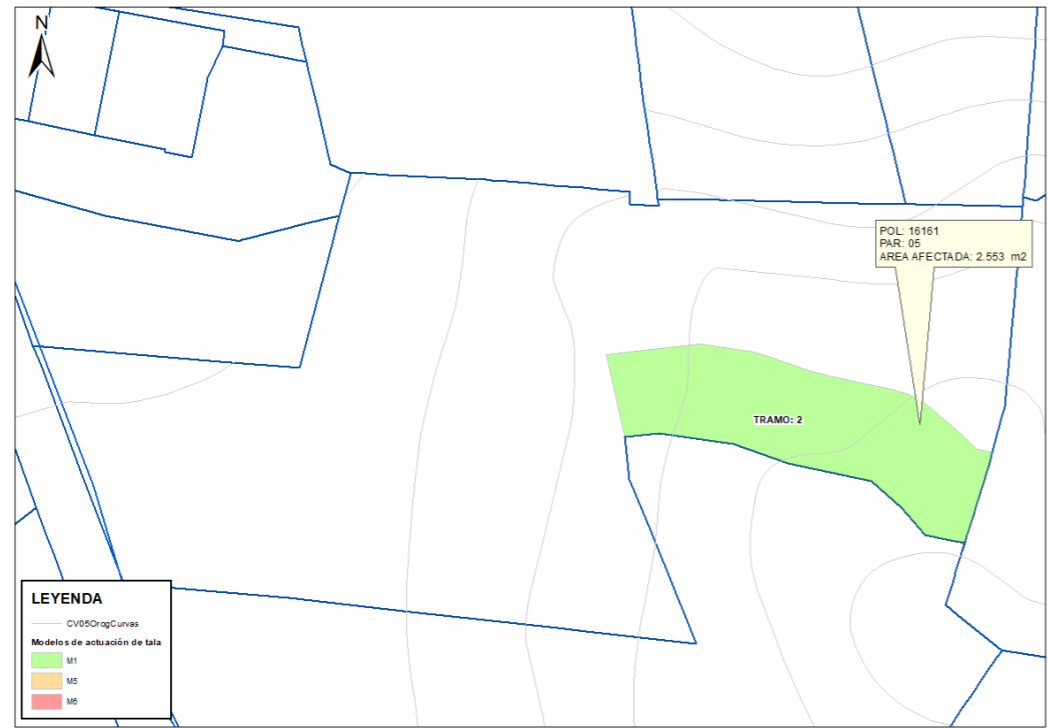 N
POL: 16161
PAR: 05
AREA AFECTADA: 2.553 m2
TRAMO: 2
LEYENDA
CV05OrogCurvas
Modelos de actuación de tala
M1
M5
M6